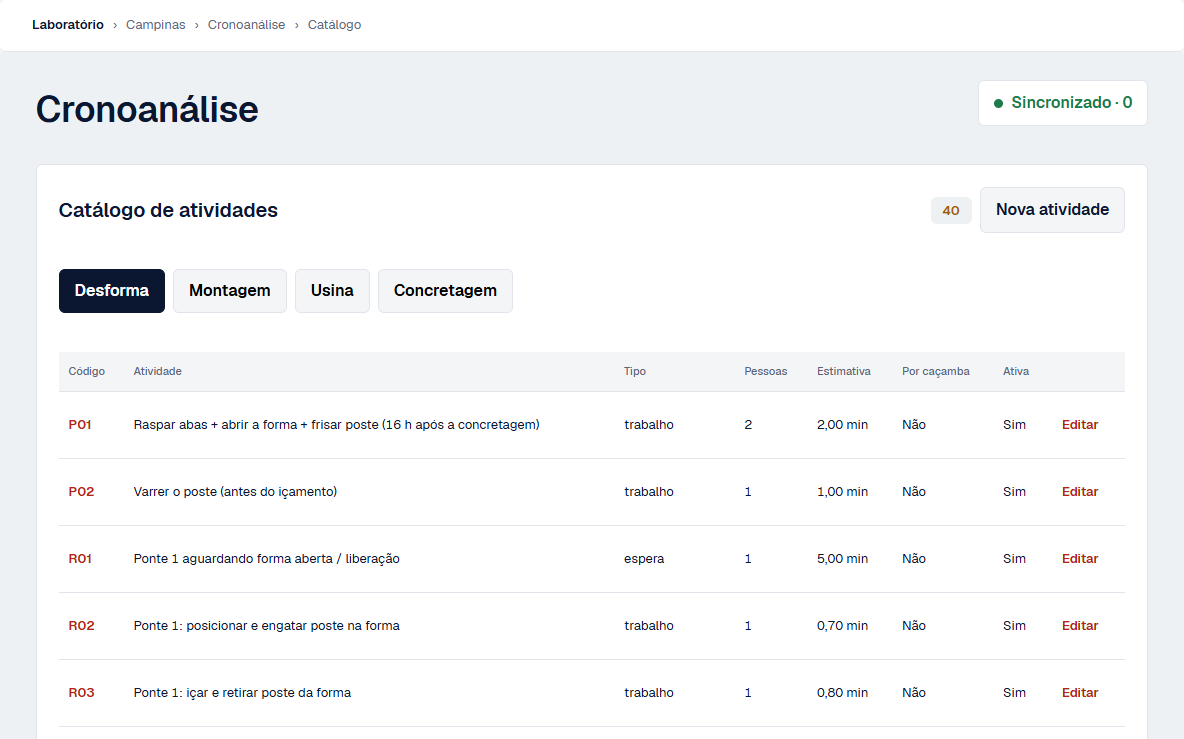 Laboratório › Campinas › Cronoanálise › Catálogo
Cronoanálise
Sincronizado · 0
Catálogo de atividades
40
Nova atividade
Desforma Montagem Usina Concretagem
Código Atividade Tipo Pessoas Estimativa Por caçamba Ativa
P01 Raspar abas + abrir a forma + frisar poste (16 h após a concretagem) trabalho 2 2,00 min Não Sim Editar
P02 Varrer o poste (antes do içamento) trabalho 1 1,00 min Não Sim Editar
R01 Ponte 1 aguardando forma aberta / liberação espera 1 5,00 min Não Sim Editar
R02 Ponte 1: posicionar e engatar poste na forma trabalho 1 0,70 min Não Sim Editar
R03 Ponte 1: içar e retirar poste da forma trabalho 1 0,80 min Não Sim Editar